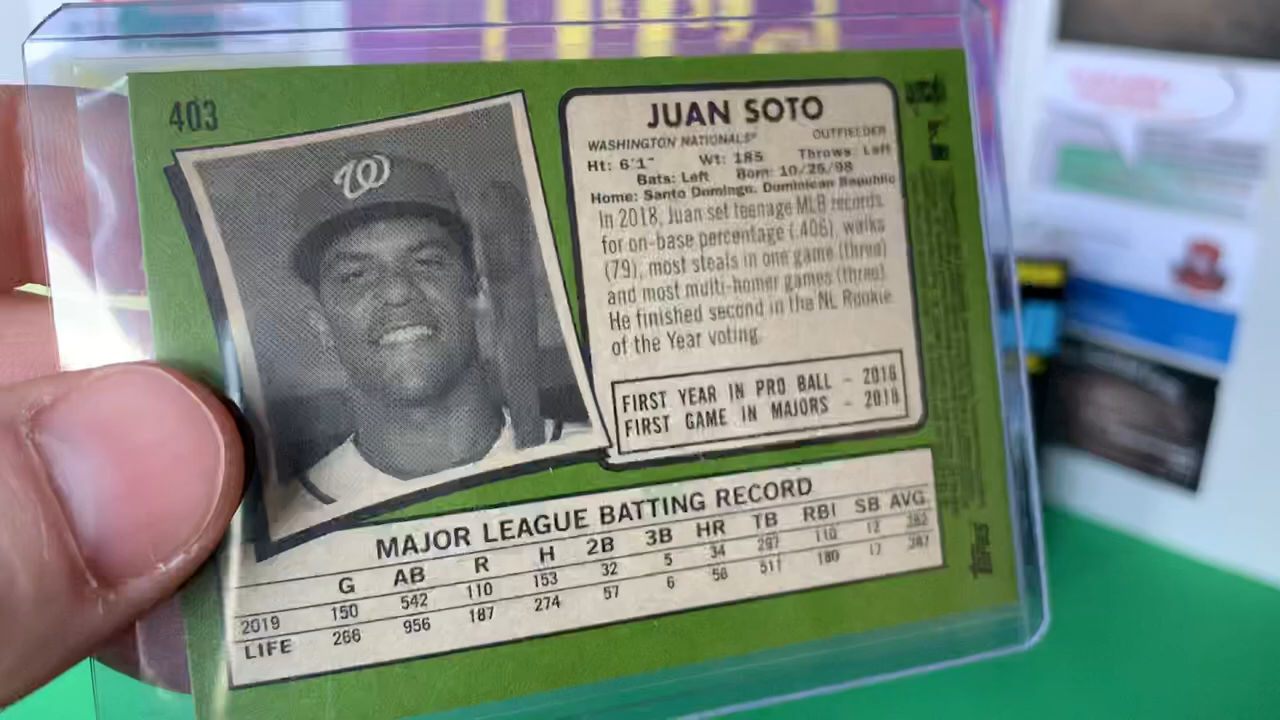 403
W
JUAN SOTO
WASHINGTON NATIONALS® OUTFIELDER
Ht: 6'1" Wt: 185 Throws: Left
Bats: Left Born: 10/25/98
Home: Santo Domingo, Dominican Republic
In 2018, Juan set teenage MLB records
for on-base percentage (.406), walks
(79), most steals in one game (three)
and most multi-homer games (three).
He finished second in the NL Rookie
of the Year voting.
FIRST YEAR IN PRO BALL - 2016
FIRST GAME IN MAJORS - 2018
MAJOR LEAGUE BATTING RECORD
G AB R H 2B 3B HR TB RBI SB AVG
2019 150 542 110 153 32 5 34 297 110 12 .282
LIFE 266 956 187 274 57 6 56 511 180 17 .287
topps